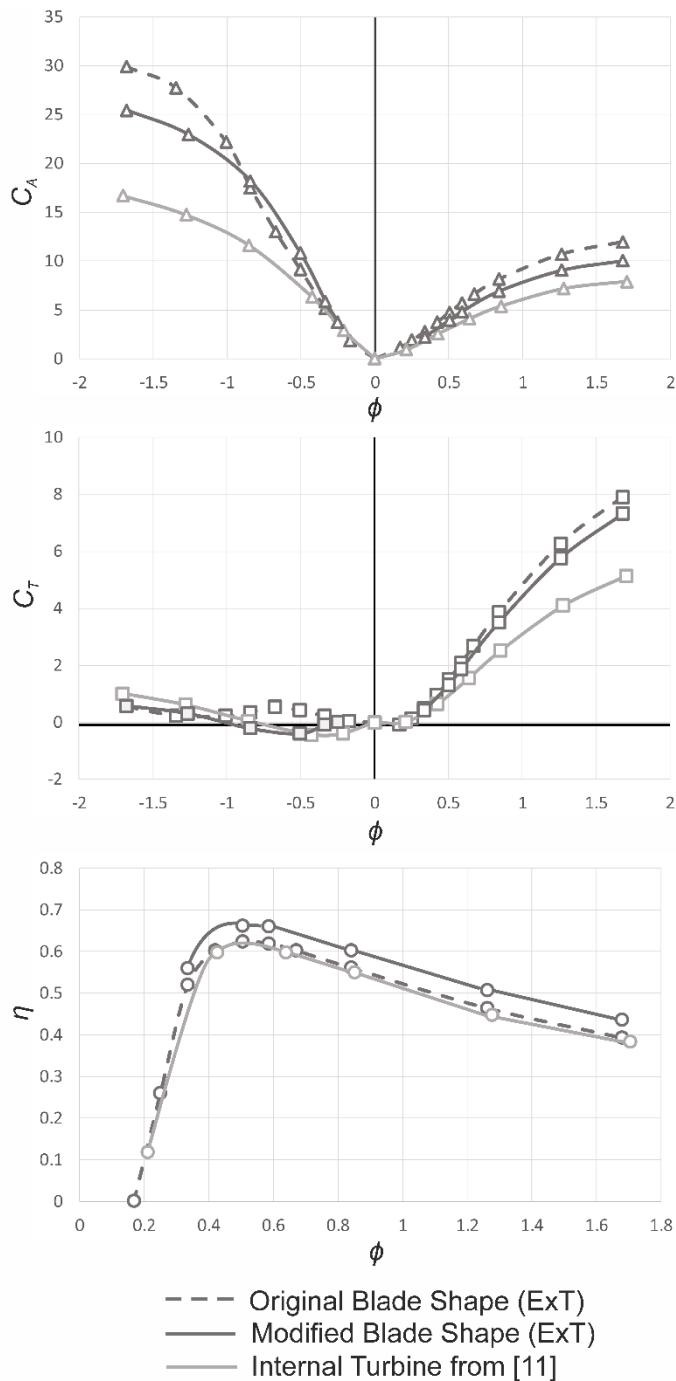 35
30
25
20
15
10
5
0
C_A
-2 -1.5 -1 -0.5 0 0.5 1 1.5 2
ϕ
10
8
6
4
2
0
-2
C_T
-2 -1.5 -1 -0.5 0 0.5 1 1.5 2
ϕ
0.8
0.7
0.6
0.5
0.4
0.3
0.2
0.1
0
η
0 0.2 0.4 0.6 0.8 1 1.2 1.4 1.6 1.8
ϕ
Original Blade Shape (ExT)
Modified Blade Shape (ExT)
Internal Turbine from [11]